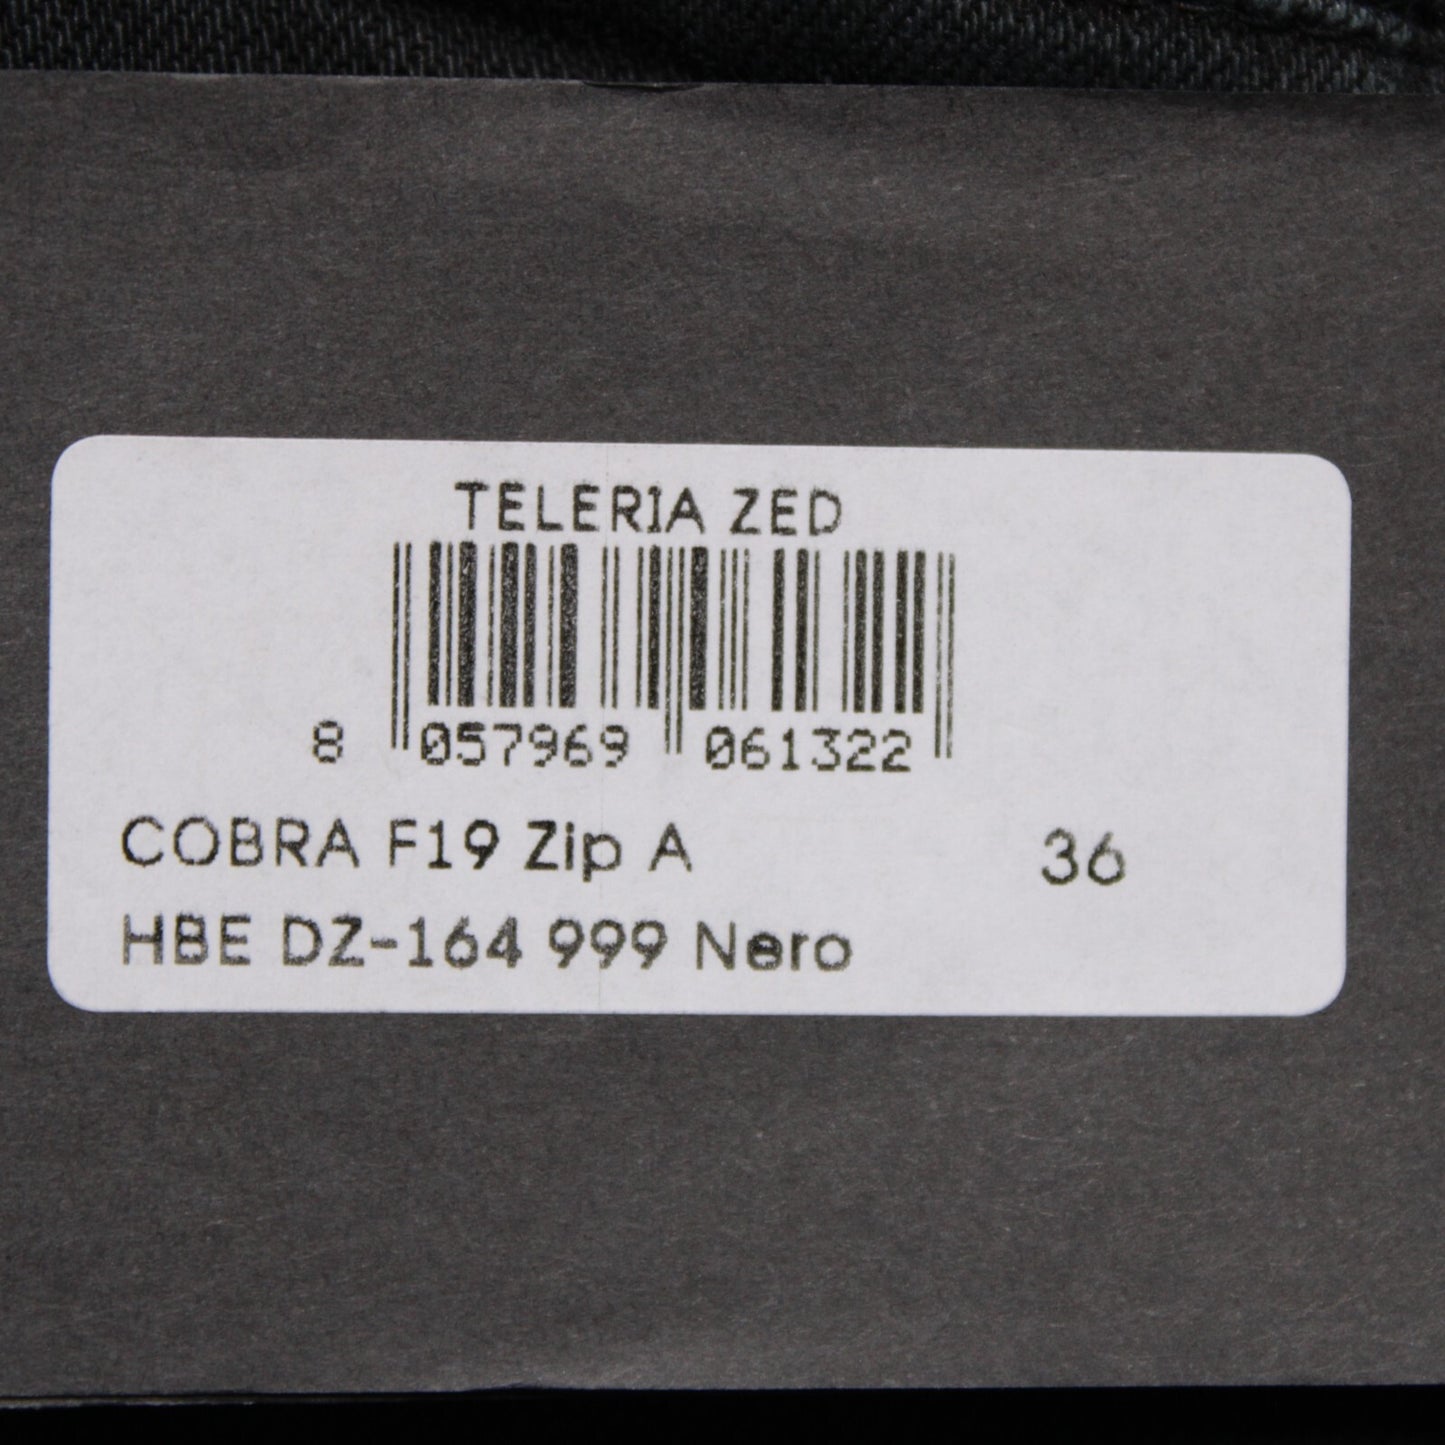 TELERIA ZED
8 057969 061322
COBRA F19 Zip A 36
HBE DZ-164 999 Nero